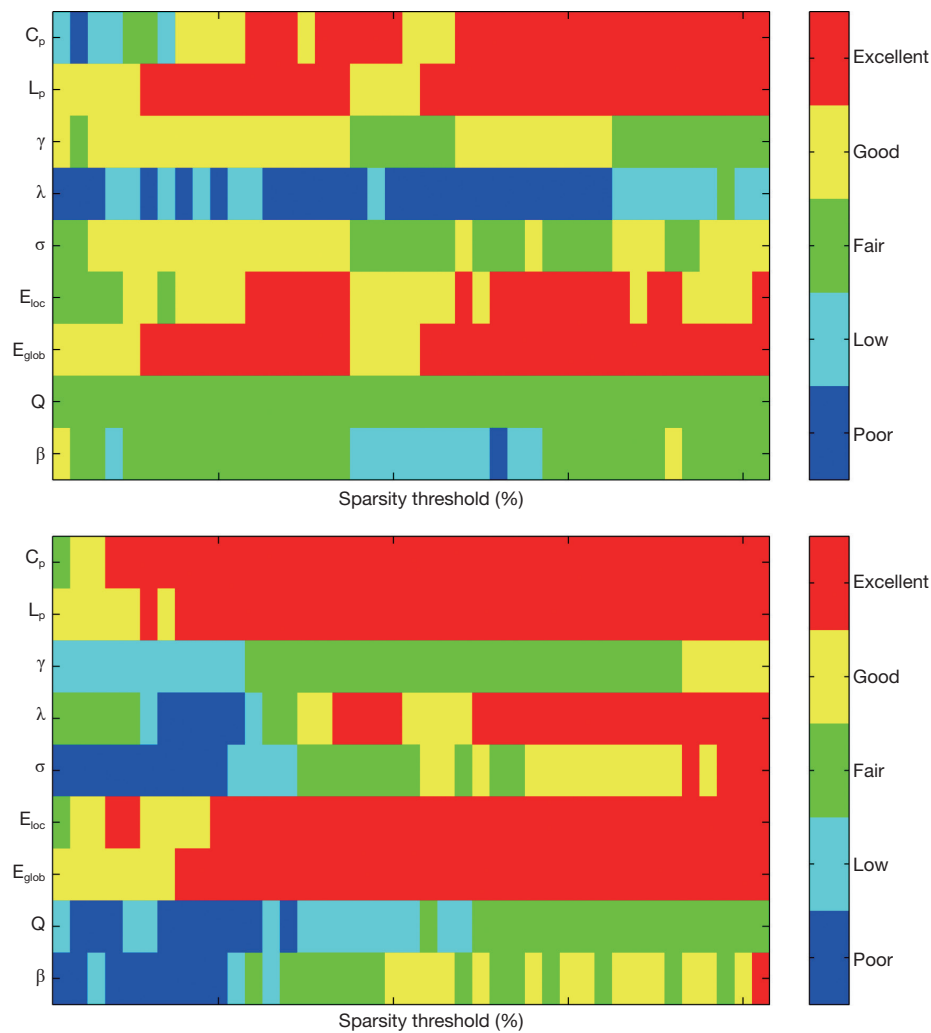 Cp
Lp
γ
λ
σ
Eloc
Eglob
Q
β
Sparsity threshold (%)
Excellent
Good
Fair
Low
Poor
Cp
Lp
γ
λ
σ
Eloc
Eglob
Q
β
Sparsity threshold (%)
Excellent
Good
Fair
Low
Poor